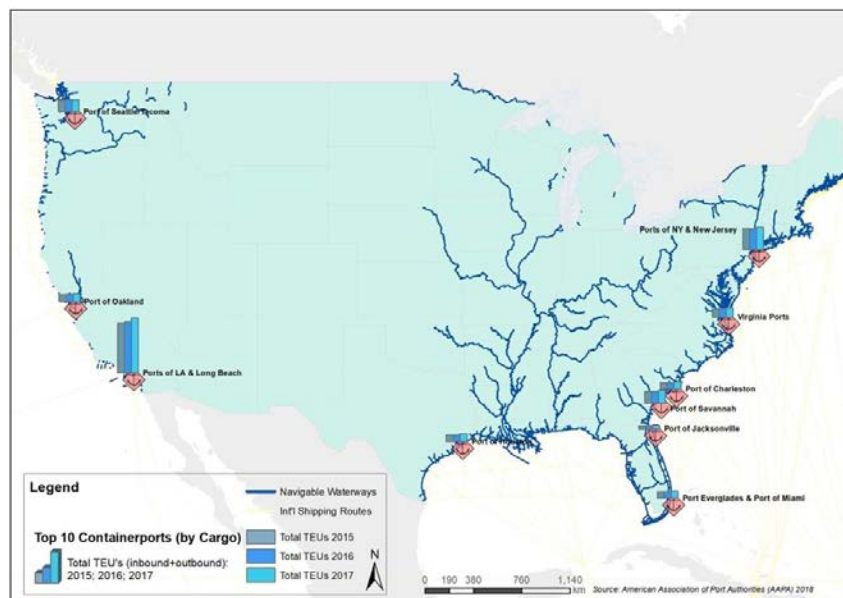 Port of Seattle Tacoma
Ports of NY & New Jersey
Port of Oakland
Virginia Ports
Ports of LA & Long Beach
Port of Charleston
Port of Savannah
Port of Jacksonville
Port of
Port Everglades & Port of Miami
Legend
Navigable Waterways
Int'l Shipping Routes
Top 10 Containerports (by Cargo)
Total TEU's (inbound+outbound):
2015; 2016; 2017
Total TEUs 2015
Total TEUs 2016
Total TEUs 2017
N
0 190 380 760 1,140
km
Source: American Association of Port Authorities (AAPA) 2018